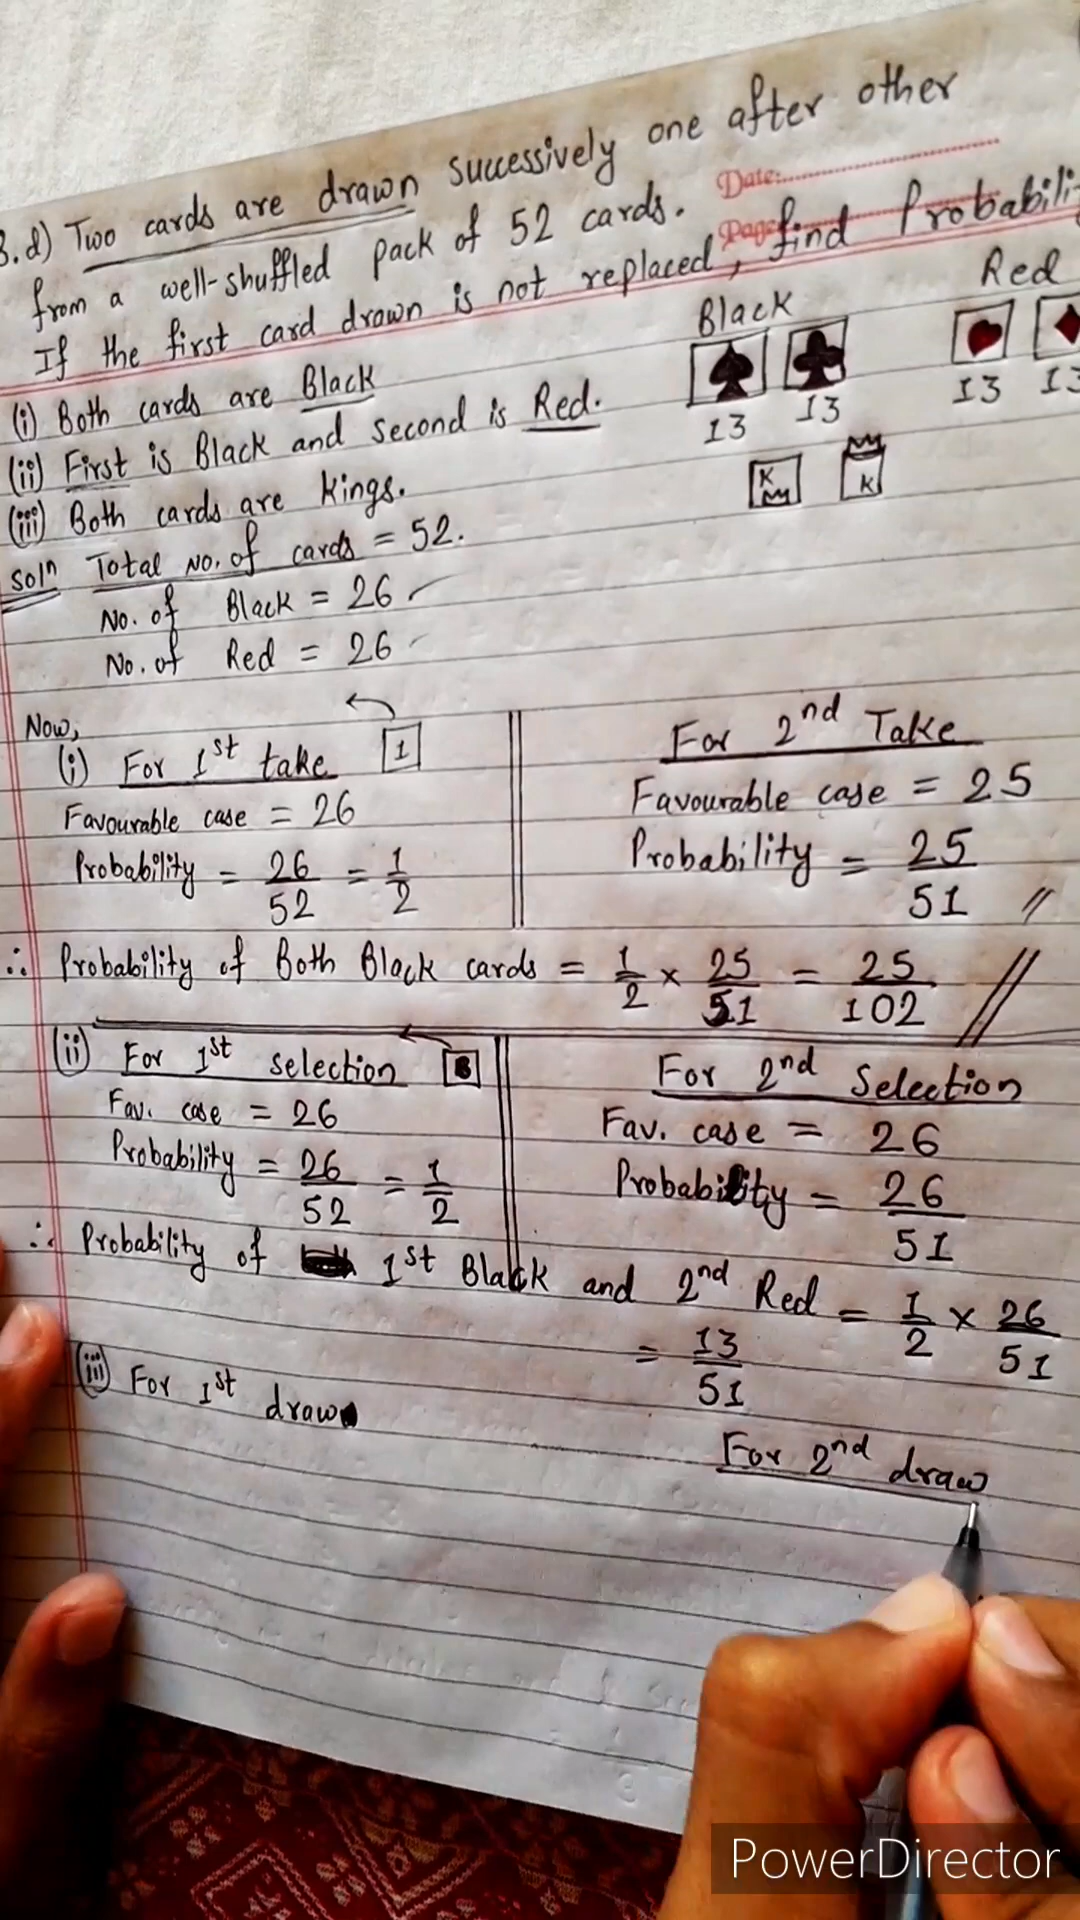 3.d) Two cards are drawn successively one after other
Date:
from a well-shuffled pack of 52 cards.
Page
If the first card drawn is not replaced, find Probabili
Black
Red
13 13
13 13
(i) Both cards are Black
(ii) First is Black and second is Red.
(iii) Both cards are Kings.
K K
Soln Total No. of cards = 52.
No. of Black = 26
No. of Red = 26
Now,
(i) For 1st take 1
Favourable case = 26
Probability = 26/52 = 1/2
For 2nd Take
Favourable case = 25
Probability = 25/51
∴ Probability of Both Black cards = 1/2 × 25/51 = 25/102
(ii) For 1st selection B
Fav. case = 26
Probability = 26/52 = 1/2
For 2nd Selection
Fav. case = 26
Probability = 26/51
∴ Probability of 1st Black and 2nd Red = 1/2 × 26/51
= 13/51
(iii) For 1st draw
For 2nd draw
PowerDirector